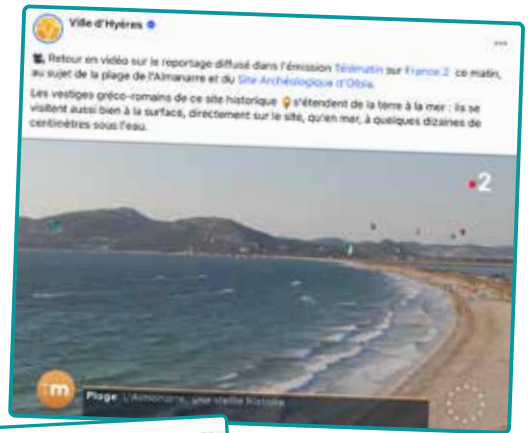 Ville d'Hyères
Retour en vidéo sur le reportage diffusé dans l'émission Télématin sur France 2 ce matin,
au sujet de la plage de l'Almanarre et du Site Archéologique d'Olbia.
Les vestiges gréco-romains de ce site historique s'étendent de la terre à la mer : ils se
visitent aussi bien à la surface, directement sur le site, qu'en mer, à quelques dizaines de
centimètres sous l'eau.
2
m
Plage L'Almanarre, une vieille histoire